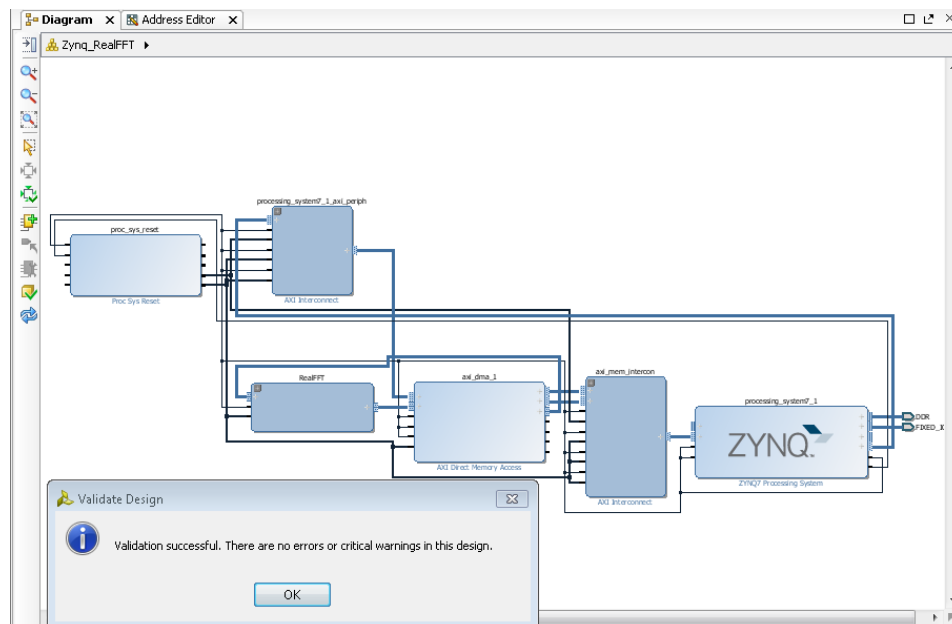 Diagram
Address Editor
Zynq_RealFFT
processing_system7_1_axi_periph
proc_sys_reset
Proc Sys Reset
AXI Interconnect
RealFFT
axi_dma_1
AXI Direct Memory Access
axi_mem_intercon
AXI Interconnect
processing_system7_1
ZYNQ
ZYNQ7 Processing System
DDR
FIXED_IO
Validate Design
Validation successful. There are no errors or critical warnings in this design.
OK